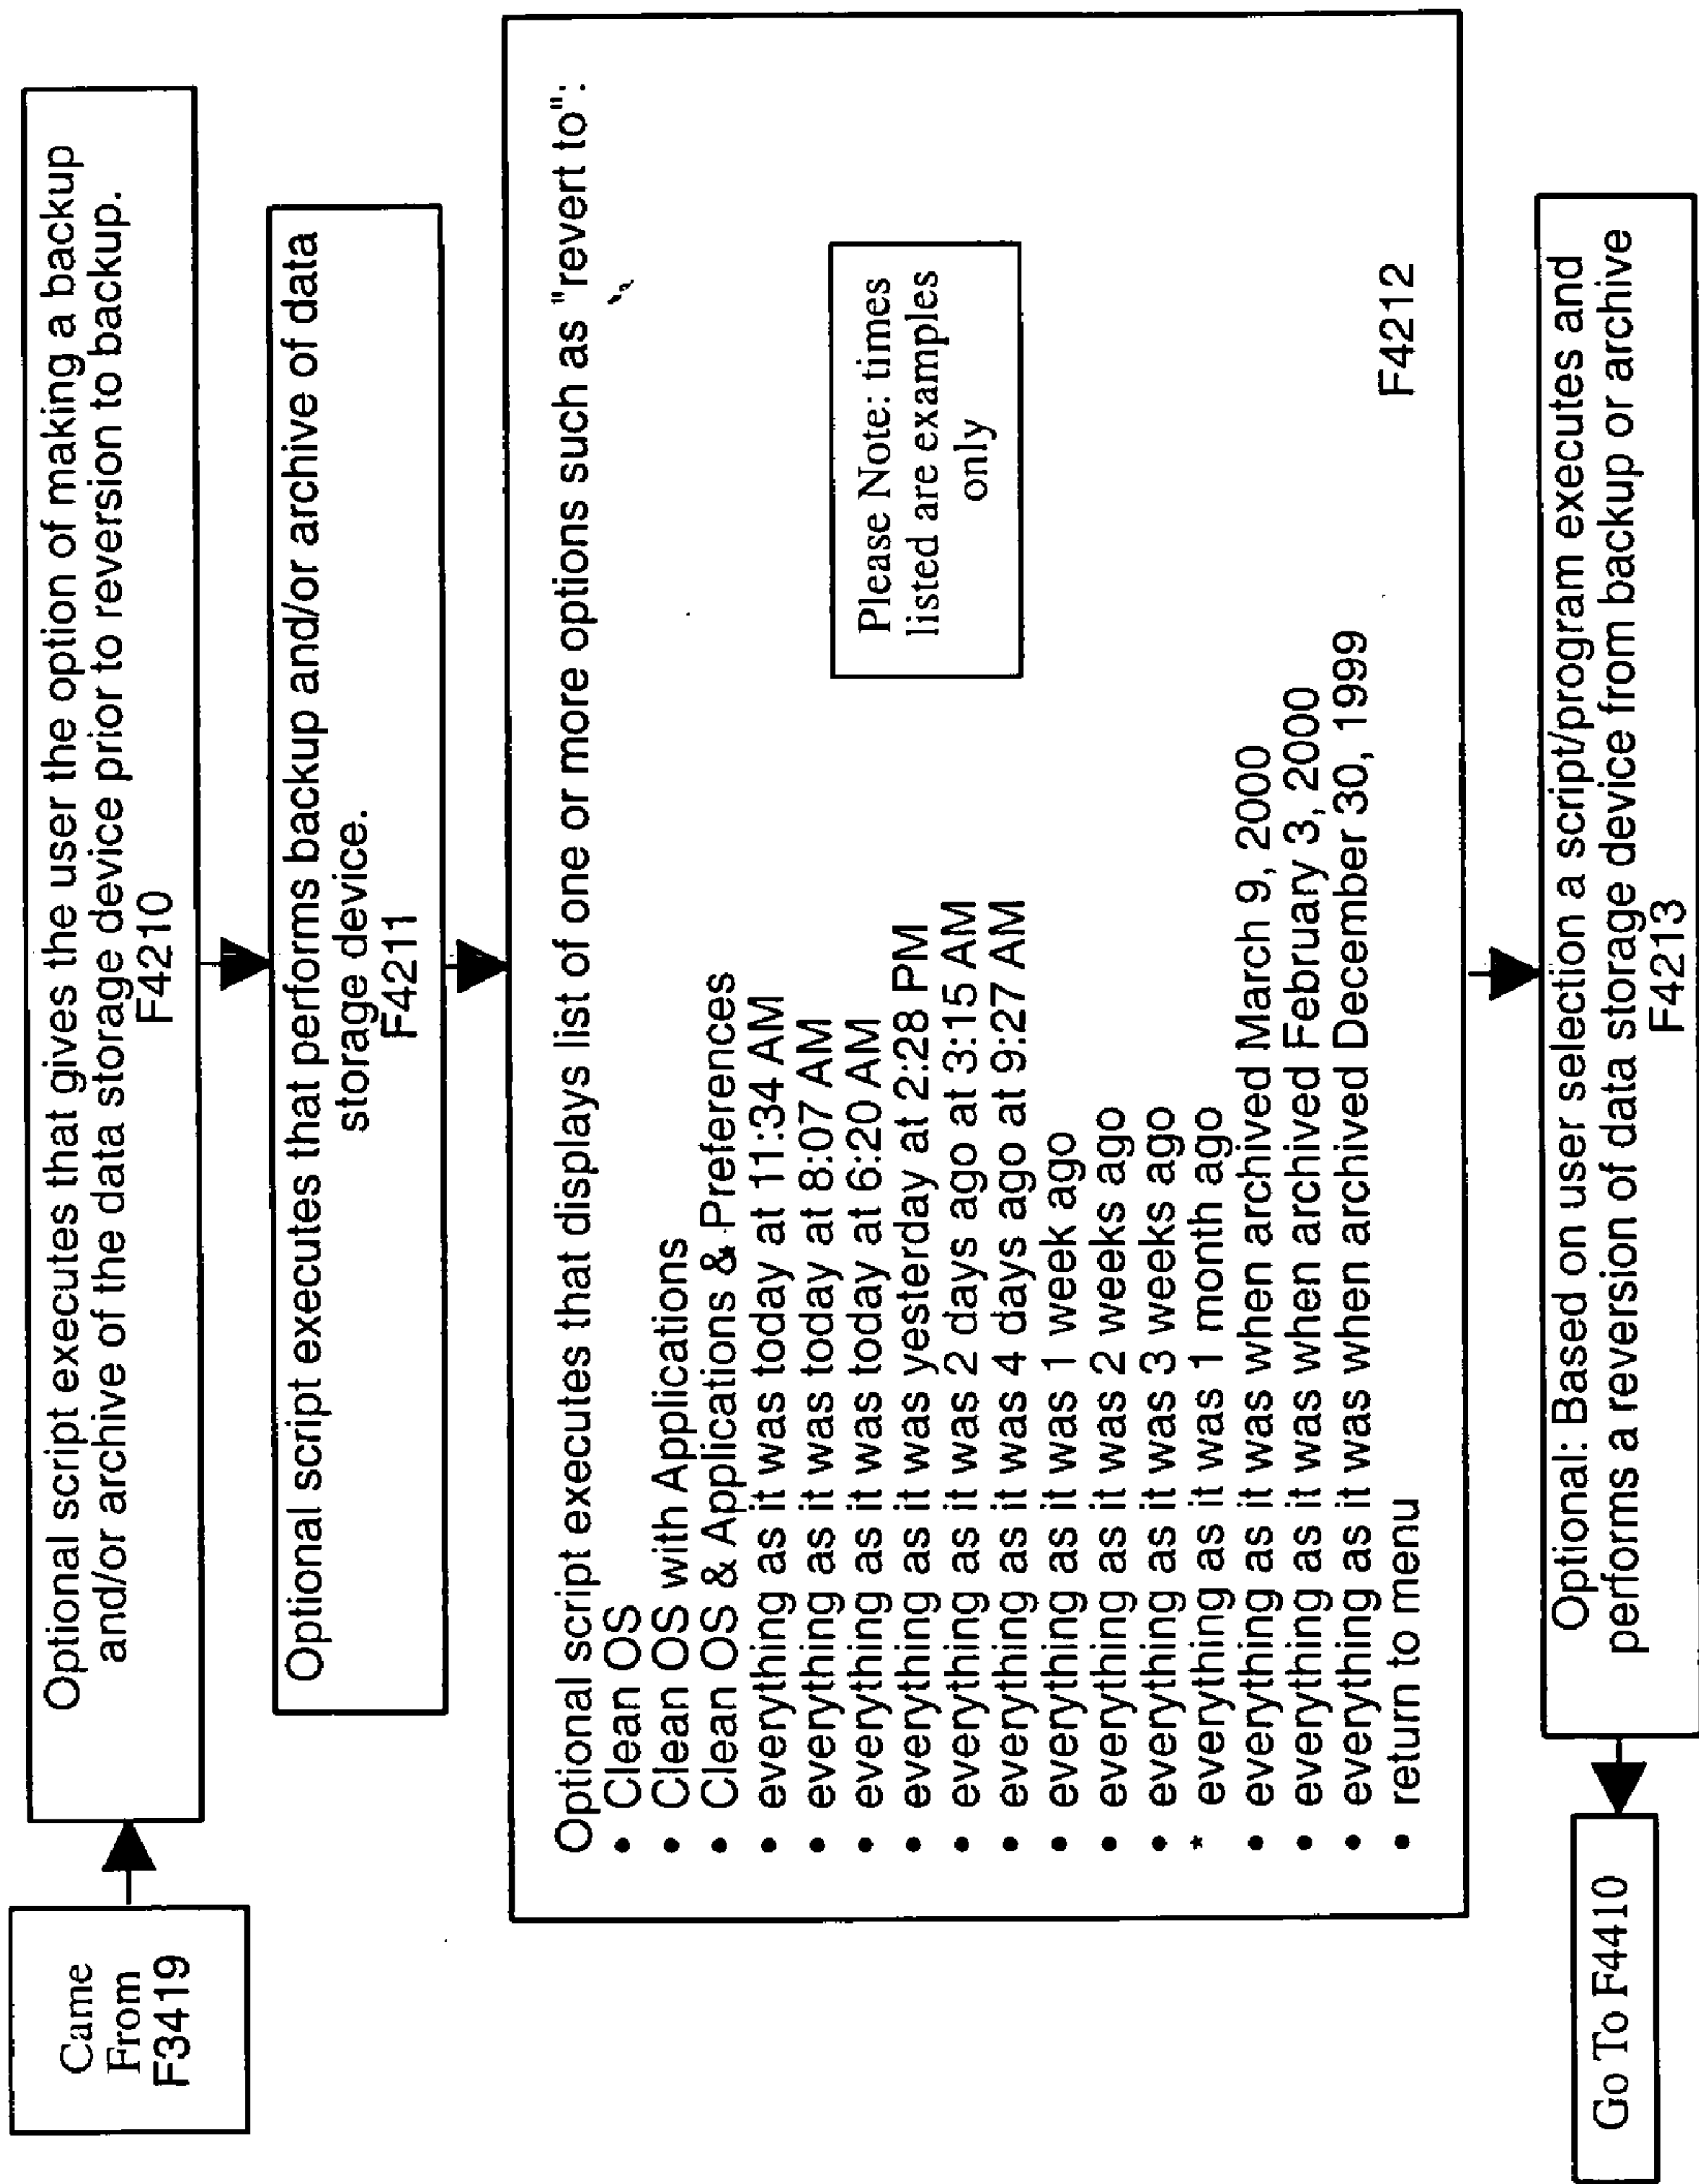 Came
From
F3419
Optional script executes that gives the user the option of making a backup
and/or archive of the data storage device prior to reversion to backup.
F4210
Optional script executes that performs backup and/or archive of data
storage device.
F4211
Optional script executes that displays list of one or more options such as "revert to":
• Clean OS
• Clean OS with Applications
• Clean OS & Applications & Preferences
• everything as it was today at 11:34 AM
• everything as it was today at 8:07 AM
• everything as it was today at 6:20 AM
• everything as it was yesterday at 2:28 PM
• everything as it was 2 days ago at 3:15 AM
• everything as it was 4 days ago at 9:27 AM
• everything as it was 1 week ago
• everything as it was 2 weeks ago
• everything as it was 3 weeks ago
* everything as it was 1 month ago
• everything as it was when archived March 9, 2000
• everything as it was when archived February 3, 2000
• everything as it was when archived December 30, 1999
• return to menu
Please Note: times
listed are examples
only
F4212
Optional: Based on user selection a script/program executes and
performs a reversion of data storage device from backup or archive
F4213
Go To F4410